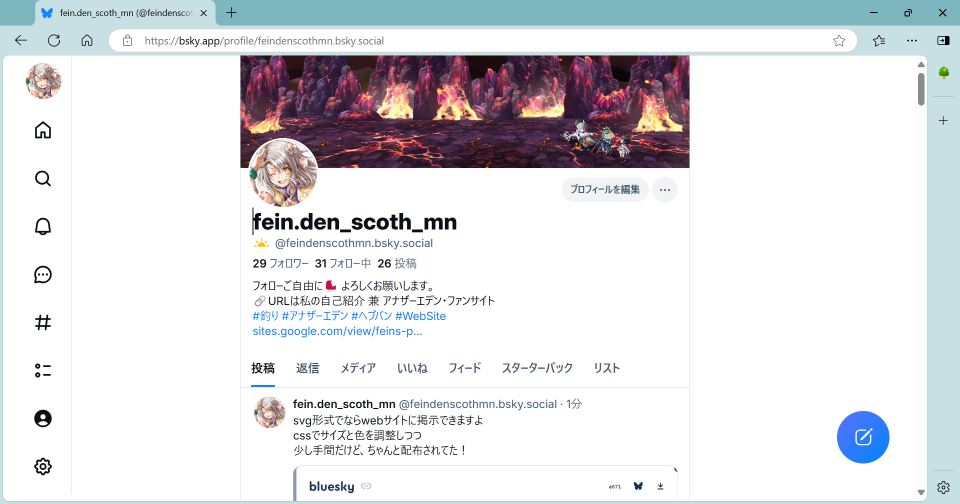 fein.den_scoth_mn (@feindenscot
https://bsky.app/profile/feindenscothmn.bsky.social
プロフィールを編集
fein.den_scoth_mn
@feindenscothmn.bsky.social
29 フォロワー 31 フォロー中 26 投稿
フォローご自由に よろしくお願いします。
URLは私の自己紹介 兼 アナザーエデン・ファンサイト
#釣り #アナザーエデン #ヘブバン #WebSite
sites.google.com/view/feins-p...
投稿 返信 メディア いいね フィード スターターパック リスト
fein.den_scoth_mn @feindenscothmn.bsky.social · 1分
svg形式でならwebサイトに掲示できますよ
cssでサイズと色を調整しつつ
少し手間だけど、ちゃんと配布されてた！
bluesky e671